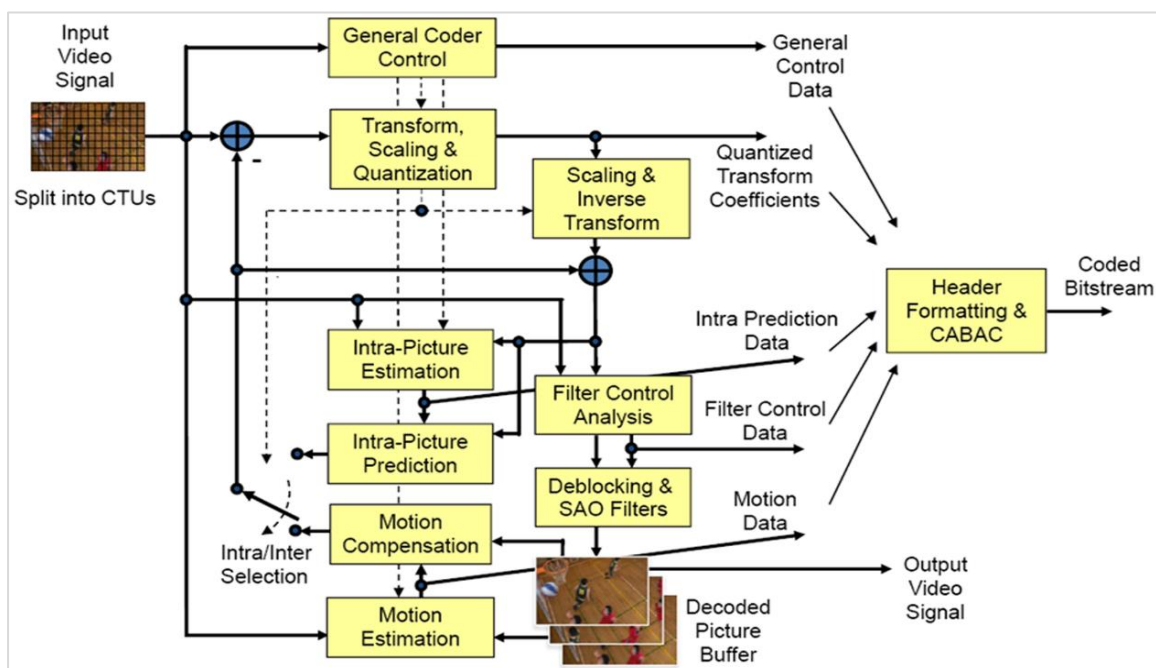 Input
Video
Signal
Split into CTUs
General Coder
Control
Transform,
Scaling &
Quantization
-
Scaling &
Inverse
Transform
General
Control
Data
Quantized
Transform
Coefficients
Header
Formatting &
CABAC
Coded
Bitstream
Intra-Picture
Estimation
Intra Prediction
Data
Filter Control
Analysis
Filter Control
Data
Intra-Picture
Prediction
Deblocking &
SAO Filters
Motion
Data
Motion
Compensation
Intra/Inter
Selection
Output
Video
Signal
Motion
Estimation
Decoded
Picture
Buffer